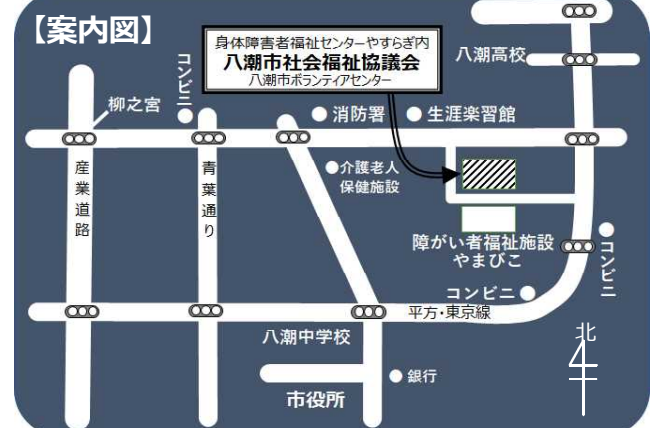 【案内図】
身体障害者福祉センターやすらぎ内
八潮市社会福祉協議会
八潮市ボランティアセンター
八潮高校
コンビニ
柳之宮
消防署
生涯楽習館
介護老人
保健施設
産業道路
青葉通り
障がい者福祉施設
やまびこ
コンビニ
コンビニ
平方・東京線
八潮中学校
北
銀行
市役所